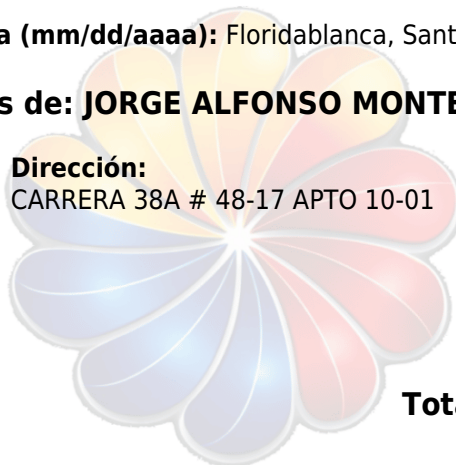 a (mm/dd/aaaa): Floridablanca, Sant
s de: JORGE ALFONSO MONTE
Dirección:
CARRERA 38A # 48-17 APTO 10-01
Tota